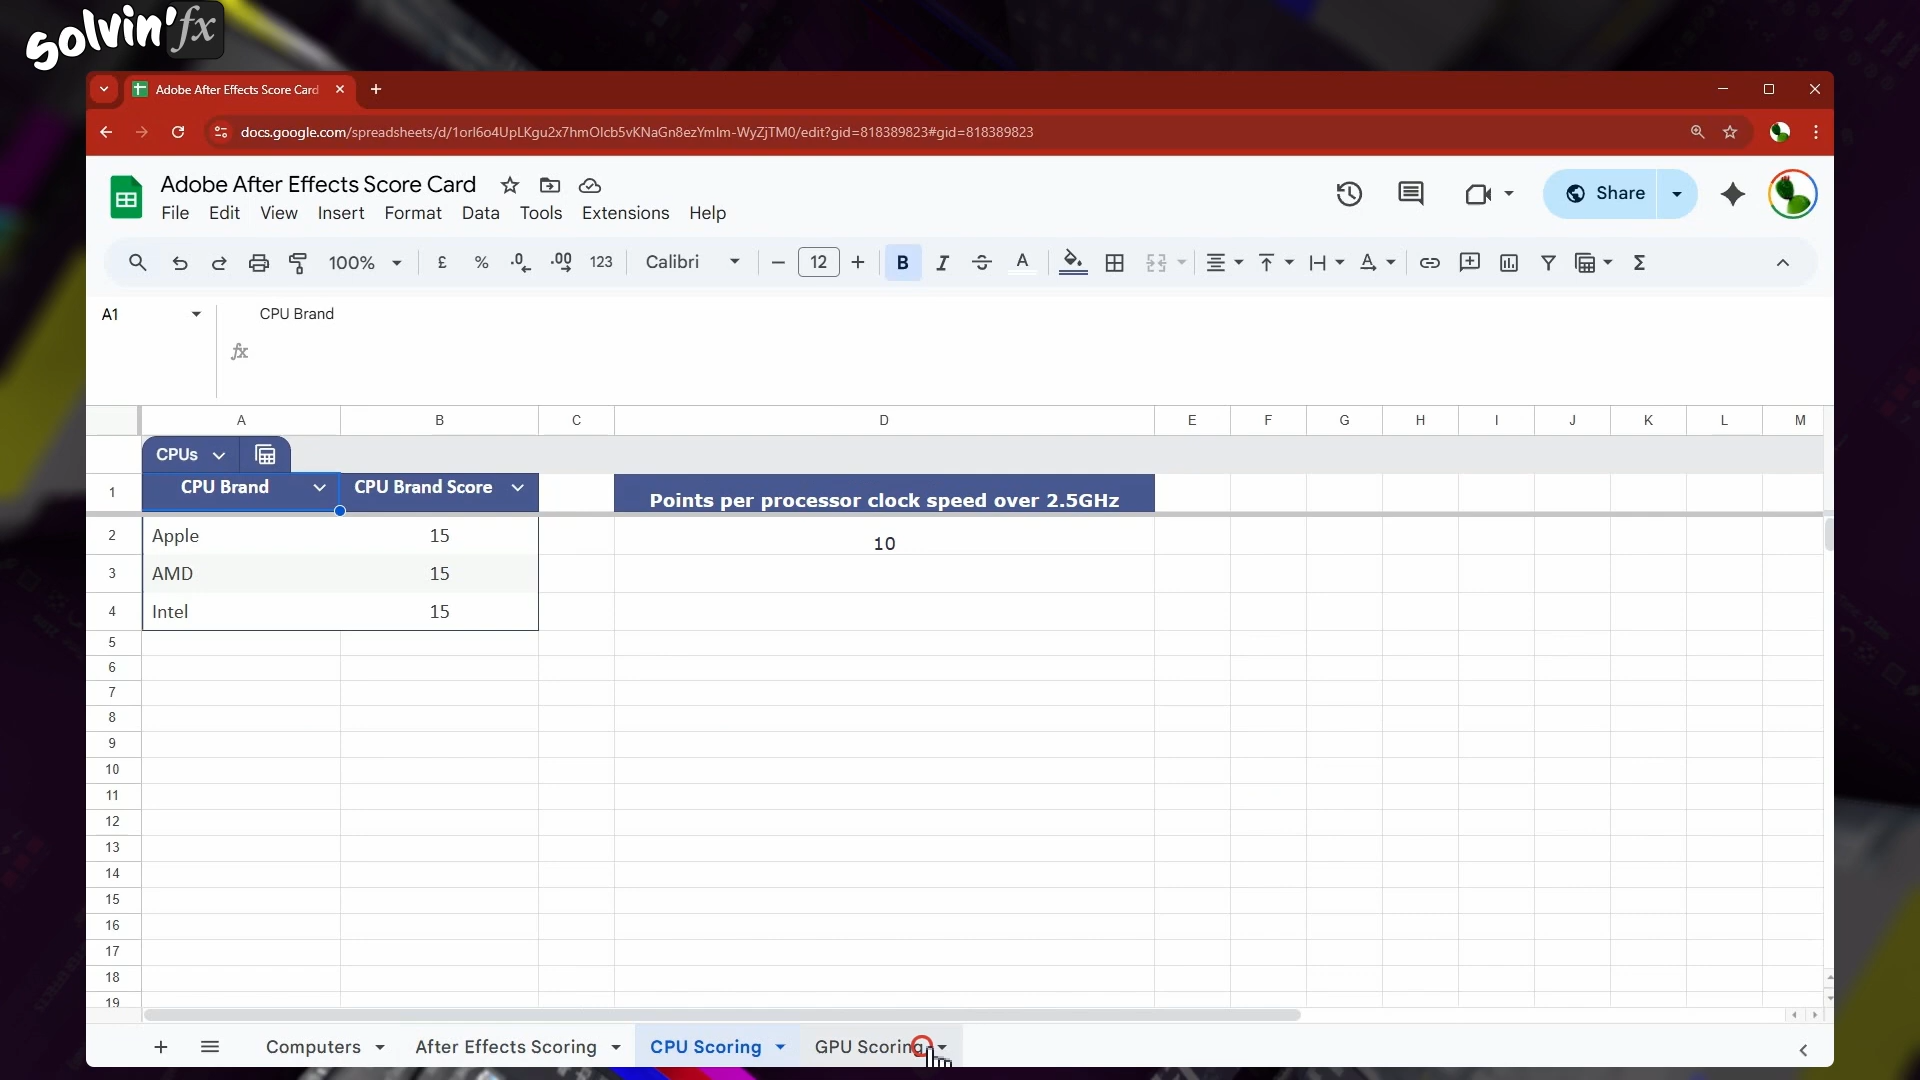 solvin'fx
Adobe After Effects Score Card
docs.google.com/spreadsheets/d/1orl6o4UpLKgu2x7hmOlcb5vKNaGn8ezYmlm-WyZjTM0/edit?gid=818389823#gid=818389823
Adobe After Effects Score Card
File Edit View Insert Format Data Tools Extensions Help
Share
100% £ % .0 .00 123 Calibri 12 B I S A A Σ
A1 CPU Brand
fx
A B C D E F G H I J K L M
CPUs
1 CPU Brand CPU Brand Score Points per processor clock speed over 2.5GHz
2 Apple 15 10
3 AMD 15
4 Intel 15
5
6
7
8
9
10
11
12
13
14
15
16
17
18
19
Computers After Effects Scoring CPU Scoring GPU Scoring